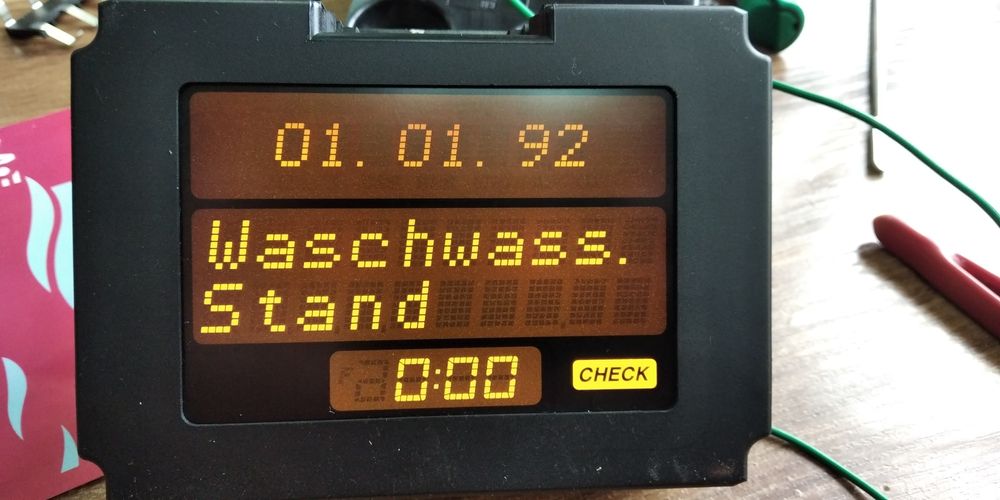 01. 01. 92
Waschwass.
Stand
0:00
CHECK